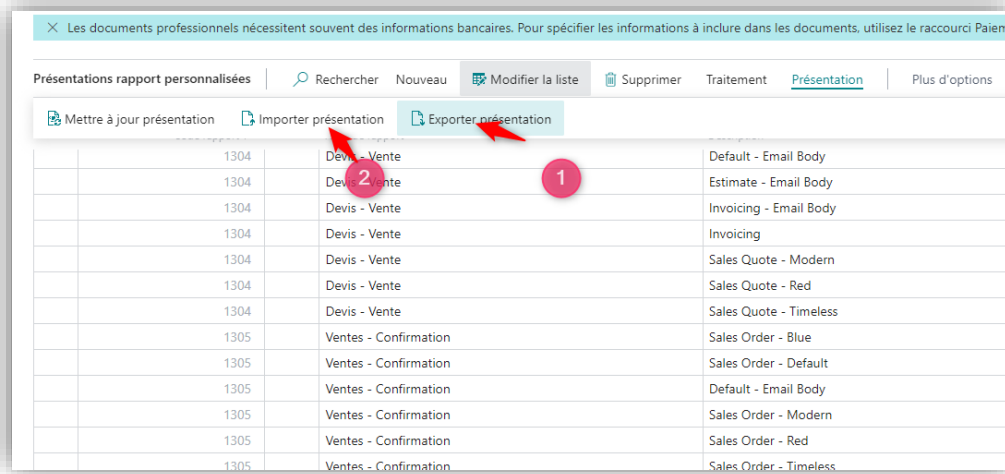 Les documents professionnels nécessitent souvent des informations bancaires. Pour spécifier les informations à inclure dans les documents, utilisez le raccourci
Présentations rapport personnalisées Rechercher Nouveau Modifier la liste Supprimer Traitement Présentation Plus d'options
Mettre à jour présentation Importer présentation Exporter présentation
1304 Devis - Vente Default - Email Body
2 1
1304 Devis - Vente Estimate - Email Body
1304 Devis - Vente Invoicing - Email Body
1304 Devis - Vente Invoicing
1304 Devis - Vente Sales Quote - Modern
1304 Devis - Vente Sales Quote - Red
1304 Devis - Vente Sales Quote - Timeless
1305 Ventes - Confirmation Sales Order - Blue
1305 Ventes - Confirmation Sales Order - Default
1305 Ventes - Confirmation Default - Email Body
1305 Ventes - Confirmation Sales Order - Modern
1305 Ventes - Confirmation Sales Order - Red
1305 Ventes - Confirmation Sales Order - Timeless